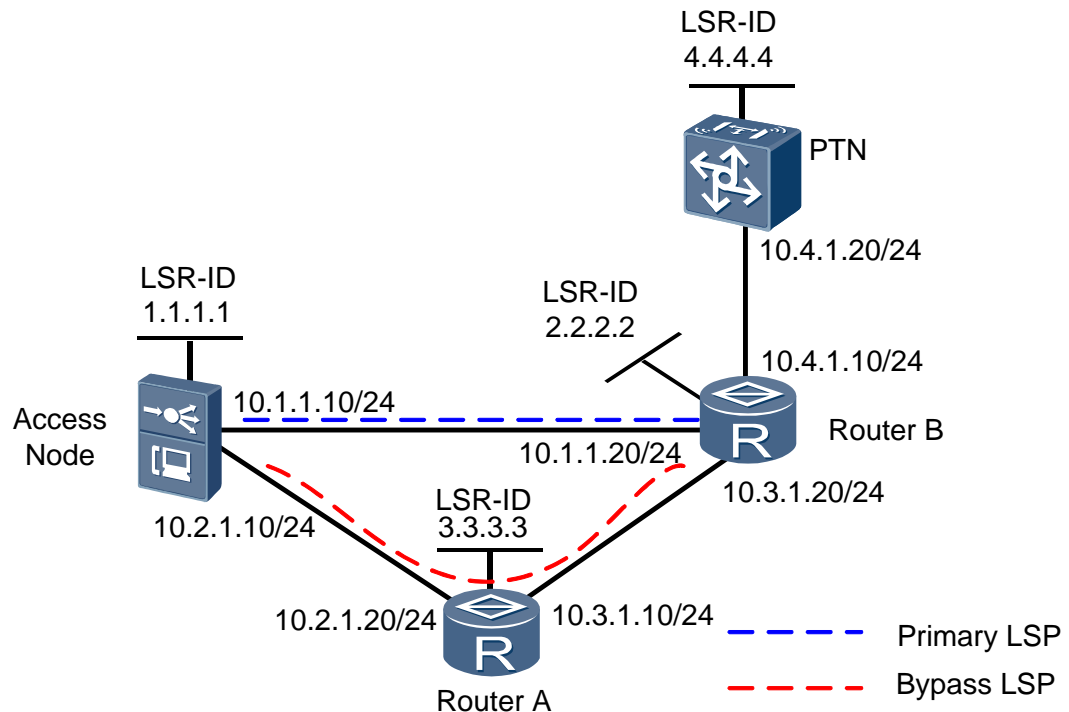 LSR-ID
4.4.4.4
PTN
10.4.1.20/24
LSR-ID
1.1.1.1
LSR-ID
2.2.2.2
10.4.1.10/24
Access
Node
10.1.1.10/24
10.1.1.20/24
R
Router B
10.3.1.20/24
10.2.1.10/24
LSR-ID
3.3.3.3
10.2.1.20/24
10.3.1.10/24
R
Router A
Primary LSP
Bypass LSP